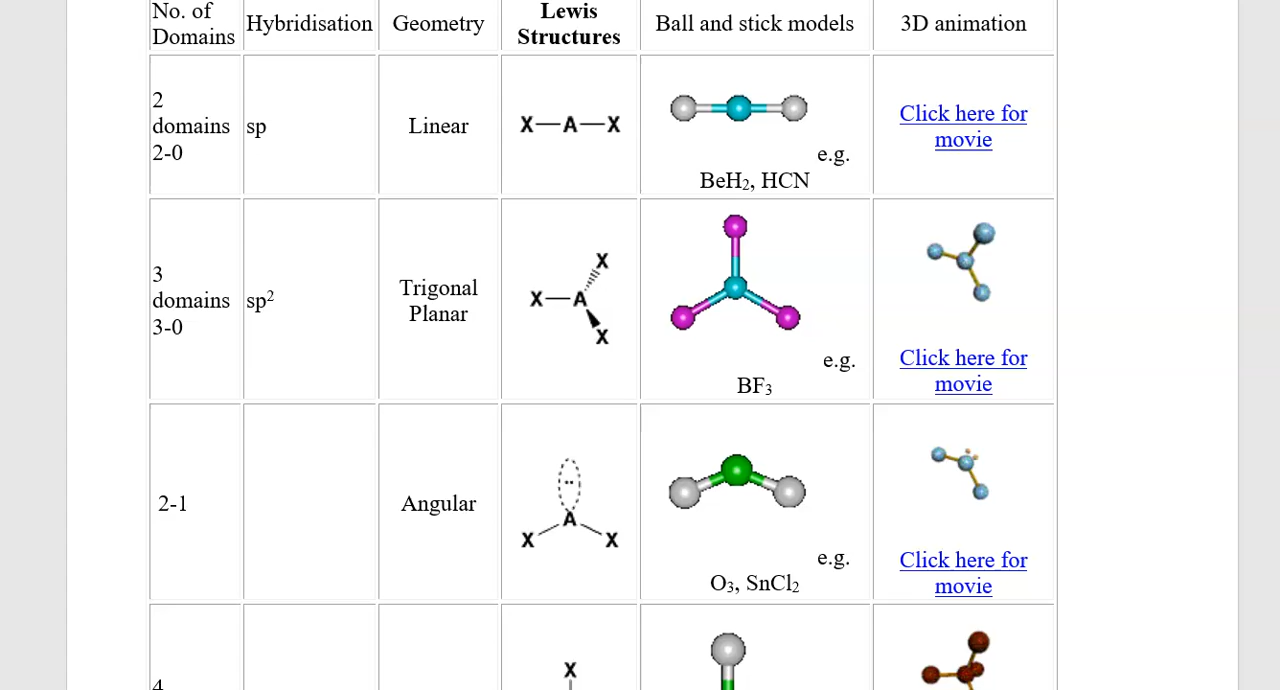 No. of
Domains
Hybridisation
Geometry
Lewis
Structures
Ball and stick models
3D animation
2
domains
2-0
sp
Linear
X—A—X
e.g.
BeH₂, HCN
Click here for
movie
3
domains
3-0
sp²
Trigonal
Planar
X
X—A
X
e.g.
BF₃
Click here for
movie
2-1
Angular
A
X X
e.g.
O₃, SnCl₂
Click here for
movie
4
X